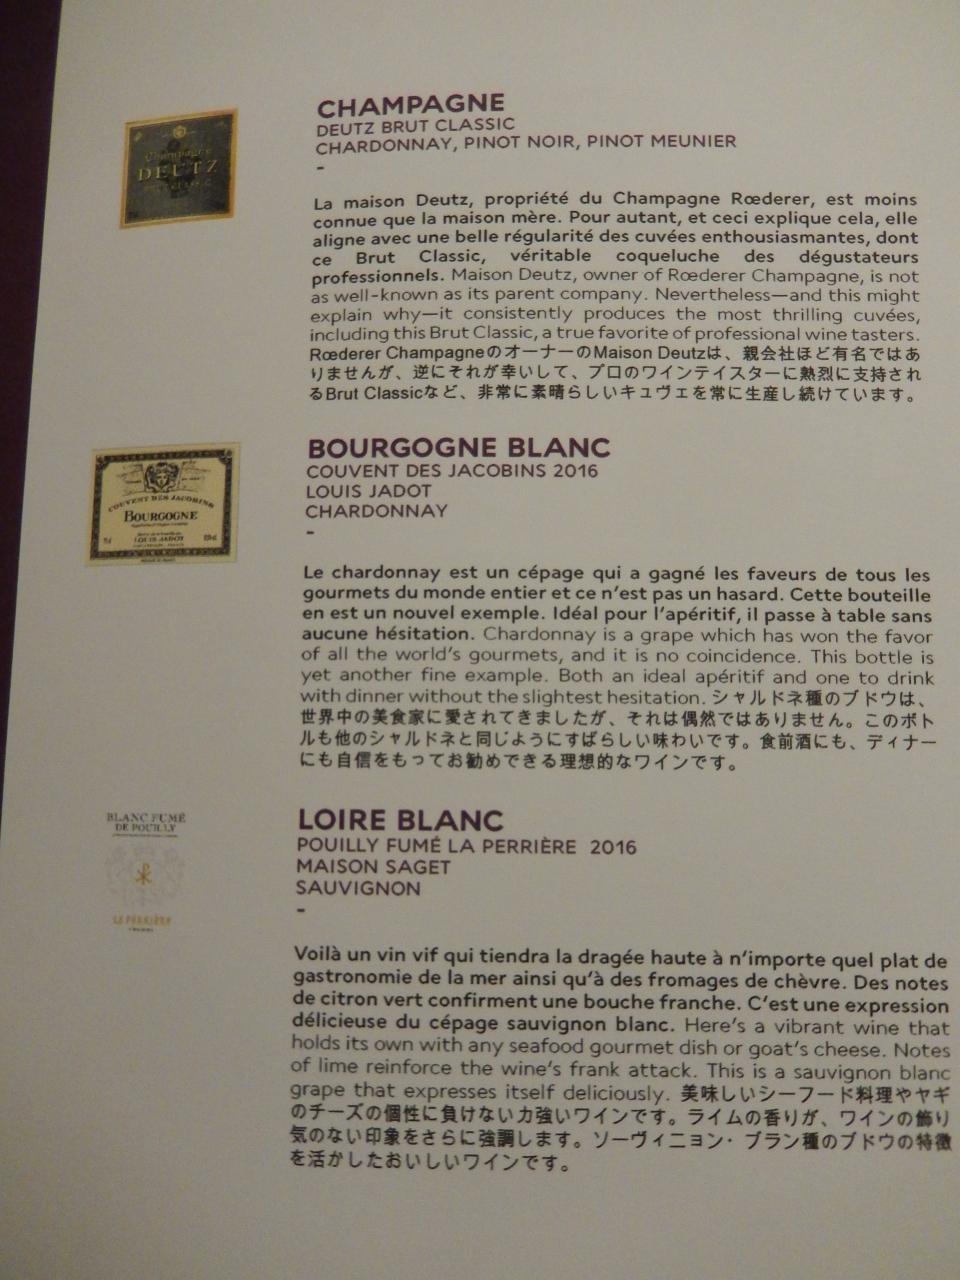 CHAMPAGNE
DEUTZ BRUT CLASSIC
CHARDONNAY, PINOT NOIR, PINOT MEUNIER
-
Champagne
DEUTZ
La maison Deutz, propriété du Champagne Rœderer, est moins
connue que la maison mère. Pour autant, et ceci explique cela, elle
aligne avec une belle régularité des cuvées enthousiasmantes, dont
ce Brut Classic, véritable coqueluche des dégustateurs
professionnels. Maison Deutz, owner of Rœderer Champagne, is not
as well-known as its parent company. Nevertheless—and this might
explain why—it consistently produces the most thrilling cuvées,
including this Brut Classic, a true favorite of professional wine tasters.
Rœderer ChampagneのオーナーのMaison Deutzは、親会社ほど有名ではあ
りませんが、逆にそれが幸いして、プロのワインテイスターに熱烈に支持され
るBrut Classicなど、非常に素晴らしいキュヴェを常に生産し続けています。
BOURGOGNE BLANC
COUVENT DES JACOBINS 2016
LOUIS JADOT
CHARDONNAY
-
COUVENT DES JACOBINS
BOURGOGNE
LOUIS JADOT
Le chardonnay est un cépage qui a gagné les faveurs de tous les
gourmets du monde entier et ce n'est pas un hasard. Cette bouteille
en est un nouvel exemple. Idéal pour l'apéritif, il passe à table sans
aucune hésitation. Chardonnay is a grape which has won the favor
of all the world's gourmets, and it is no coincidence. This bottle is
yet another fine example. Both an ideal apéritif and one to drink
with dinner without the slightest hesitation. シャルドネ種のブドウは、
世界中の美食家に愛されてきましたが、それは偶然ではありません。このボト
ルも他のシャルドネと同じようにすばらしい味わいです。食前酒にも、ディナー
にも自信をもってお勧めできる理想的なワインです。
LOIRE BLANC
POUILLY FUMÉ LA PERRIÈRE 2016
MAISON SAGET
SAUVIGNON
-
BLANC FUMÉ
DE POUILLY
LA PERRIÈRE
Voilà un vin vif qui tiendra la dragée haute à n'importe quel plat de
gastronomie de la mer ainsi qu'à des fromages de chèvre. Des notes
de citron vert confirment une bouche franche. C'est une expression
délicieuse du cépage sauvignon blanc. Here's a vibrant wine that
holds its own with any seafood gourmet dish or goat's cheese. Notes
of lime reinforce the wine's frank attack. This is a sauvignon blanc
grape that expresses itself deliciously. 美味しいシーフード料理やヤギ
のチーズの個性に負けない力強いワインです。ライムの香りが、ワインの飾り
気のない印象をさらに強調します。ソーヴィニヨン・ブラン種のブドウの特徴
を活かしたおいしいワインです。